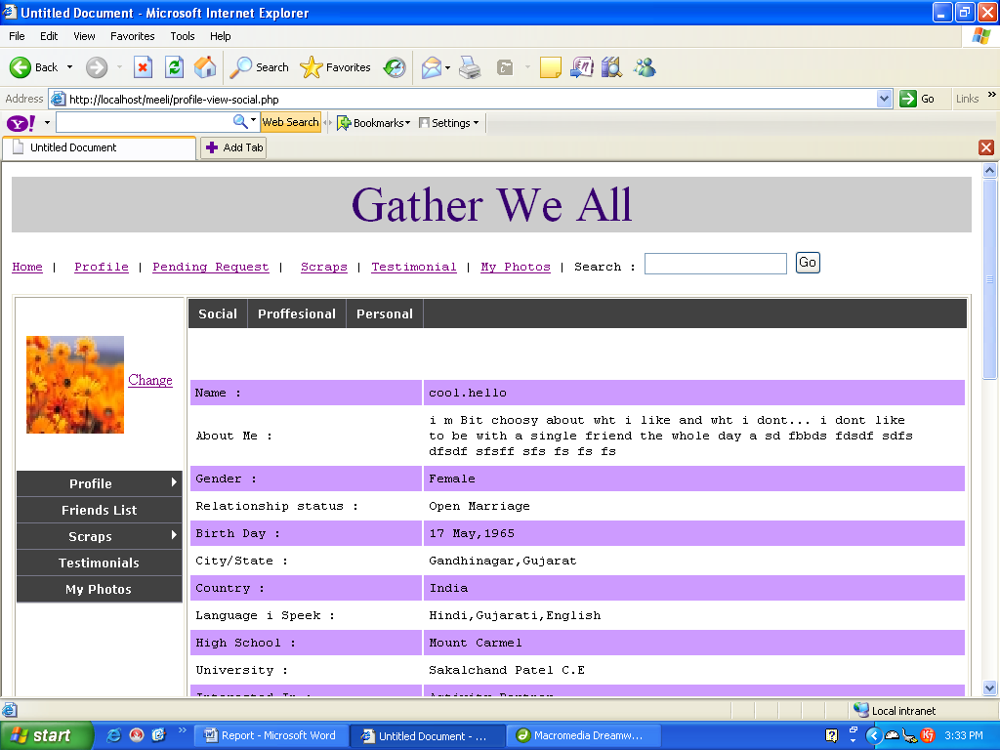 Untitled Document - Microsoft Internet Explorer
File Edit View Favorites Tools Help
Back Search Favorites
Address http://localhost/meeli/profile-view-social.php Go Links »
Y! Web Search Bookmarks Settings
Untitled Document Add Tab
Gather We All
Home | Profile | Pending Request | Scraps | Testimonial | My Photos | Search : Go
Social Proffesional Personal
Change
Name : cool.hello
About Me : i m Bit choosy about wht i like and wht i dont... i dont like
to be with a single friend the whole day a sd fbbds fdsdf sdfs
dfsdf sfsff sfs fs fs fs
Gender : Female
Relationship status : Open Marriage
Birth Day : 17 May,1965
City/State : Gandhinagar,Gujarat
Country : India
Language i Speek : Hindi,Gujarati,English
High School : Mount Carmel
University : Sakalchand Patel C.E
Interested In : Activity Partner
Profile
Friends List
Scraps
Testimonials
My Photos
Local intranet
start » Report - Microsoft Word Untitled Document - ... Macromedia Dreamw... 3:33 PM